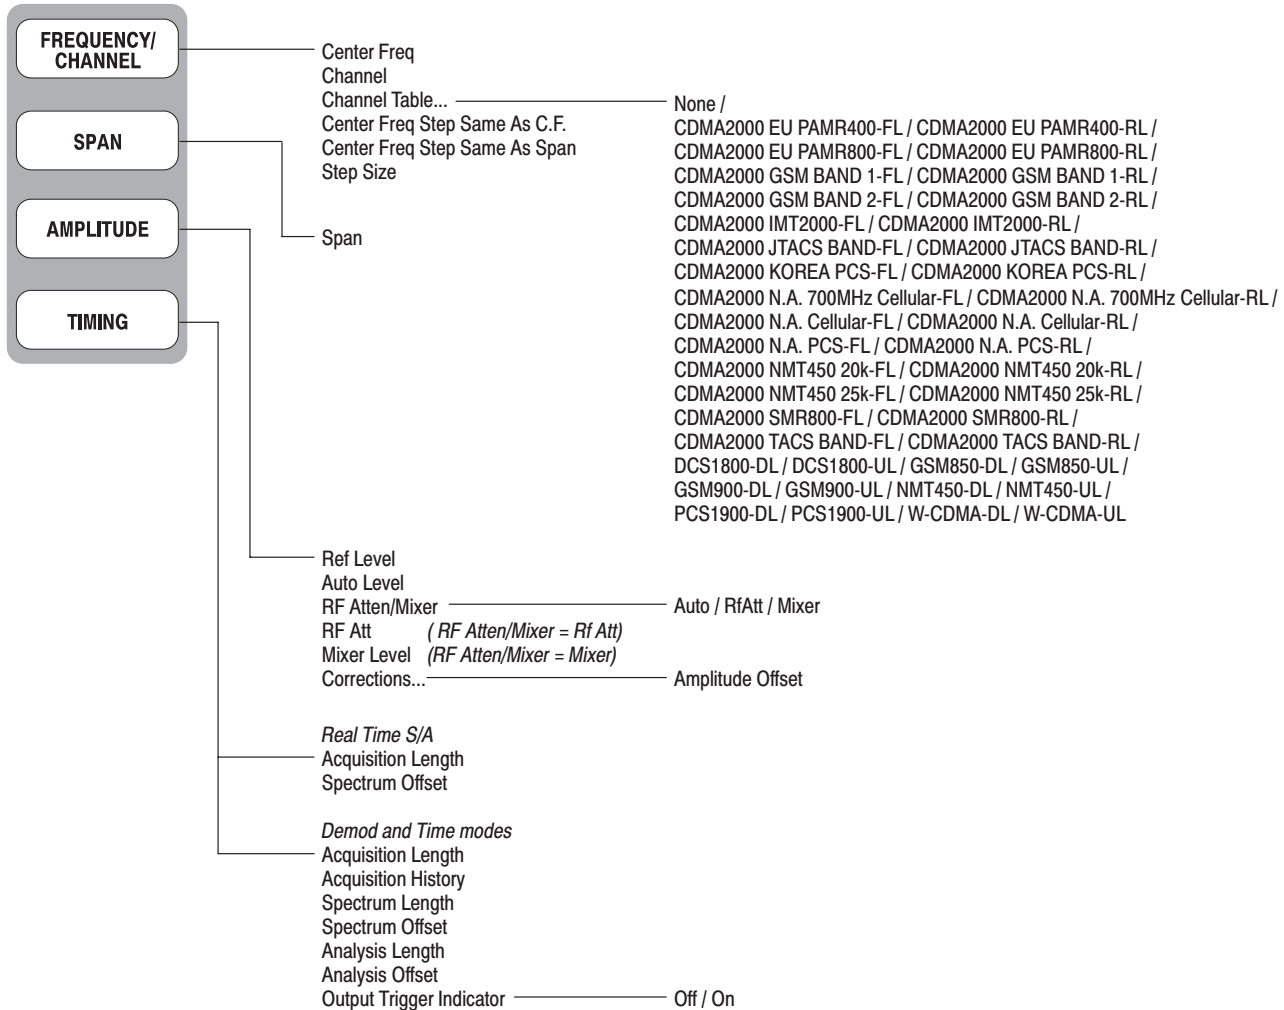 FREQUENCY/
CHANNEL
SPAN
AMPLITUDE
TIMING
Center Freq
Channel
Channel Table...
Center Freq Step Same As C.F.
Center Freq Step Same As Span
Step Size
None /
CDMA2000 EU PAMR400-FL / CDMA2000 EU PAMR400-RL /
CDMA2000 EU PAMR800-FL / CDMA2000 EU PAMR800-RL /
CDMA2000 GSM BAND 1-FL / CDMA2000 GSM BAND 1-RL /
CDMA2000 GSM BAND 2-FL / CDMA2000 GSM BAND 2-RL /
CDMA2000 IMT2000-FL / CDMA2000 IMT2000-RL /
CDMA2000 JTACS BAND-FL / CDMA2000 JTACS BAND-RL /
CDMA2000 KOREA PCS-FL / CDMA2000 KOREA PCS-RL /
CDMA2000 N.A. 700MHz Cellular-FL / CDMA2000 N.A. 700MHz Cellular-RL /
CDMA2000 N.A. Cellular-FL / CDMA2000 N.A. Cellular-RL /
CDMA2000 N.A. PCS-FL / CDMA2000 N.A. PCS-RL /
CDMA2000 NMT450 20k-FL / CDMA2000 NMT450 20k-RL /
CDMA2000 NMT450 25k-FL / CDMA2000 NMT450 25k-RL /
CDMA2000 SMR800-FL / CDMA2000 SMR800-RL /
CDMA2000 TACS BAND-FL / CDMA2000 TACS BAND-RL /
DCS1800-DL / DCS1800-UL / GSM850-DL / GSM850-UL /
GSM900-DL / GSM900-UL / NMT450-DL / NMT450-UL /
PCS1900-DL / PCS1900-UL / W-CDMA-DL / W-CDMA-UL
Span
Ref Level
Auto Level
RF Atten/Mixer Auto / RfAtt / Mixer
RF Att ( RF Atten/Mixer = Rf Att)
Mixer Level (RF Atten/Mixer = Mixer)
Corrections... Amplitude Offset
Real Time S/A
Acquisition Length
Spectrum Offset
Demod and Time modes
Acquisition Length
Acquisition History
Spectrum Length
Spectrum Offset
Analysis Length
Analysis Offset
Output Trigger Indicator Off / On